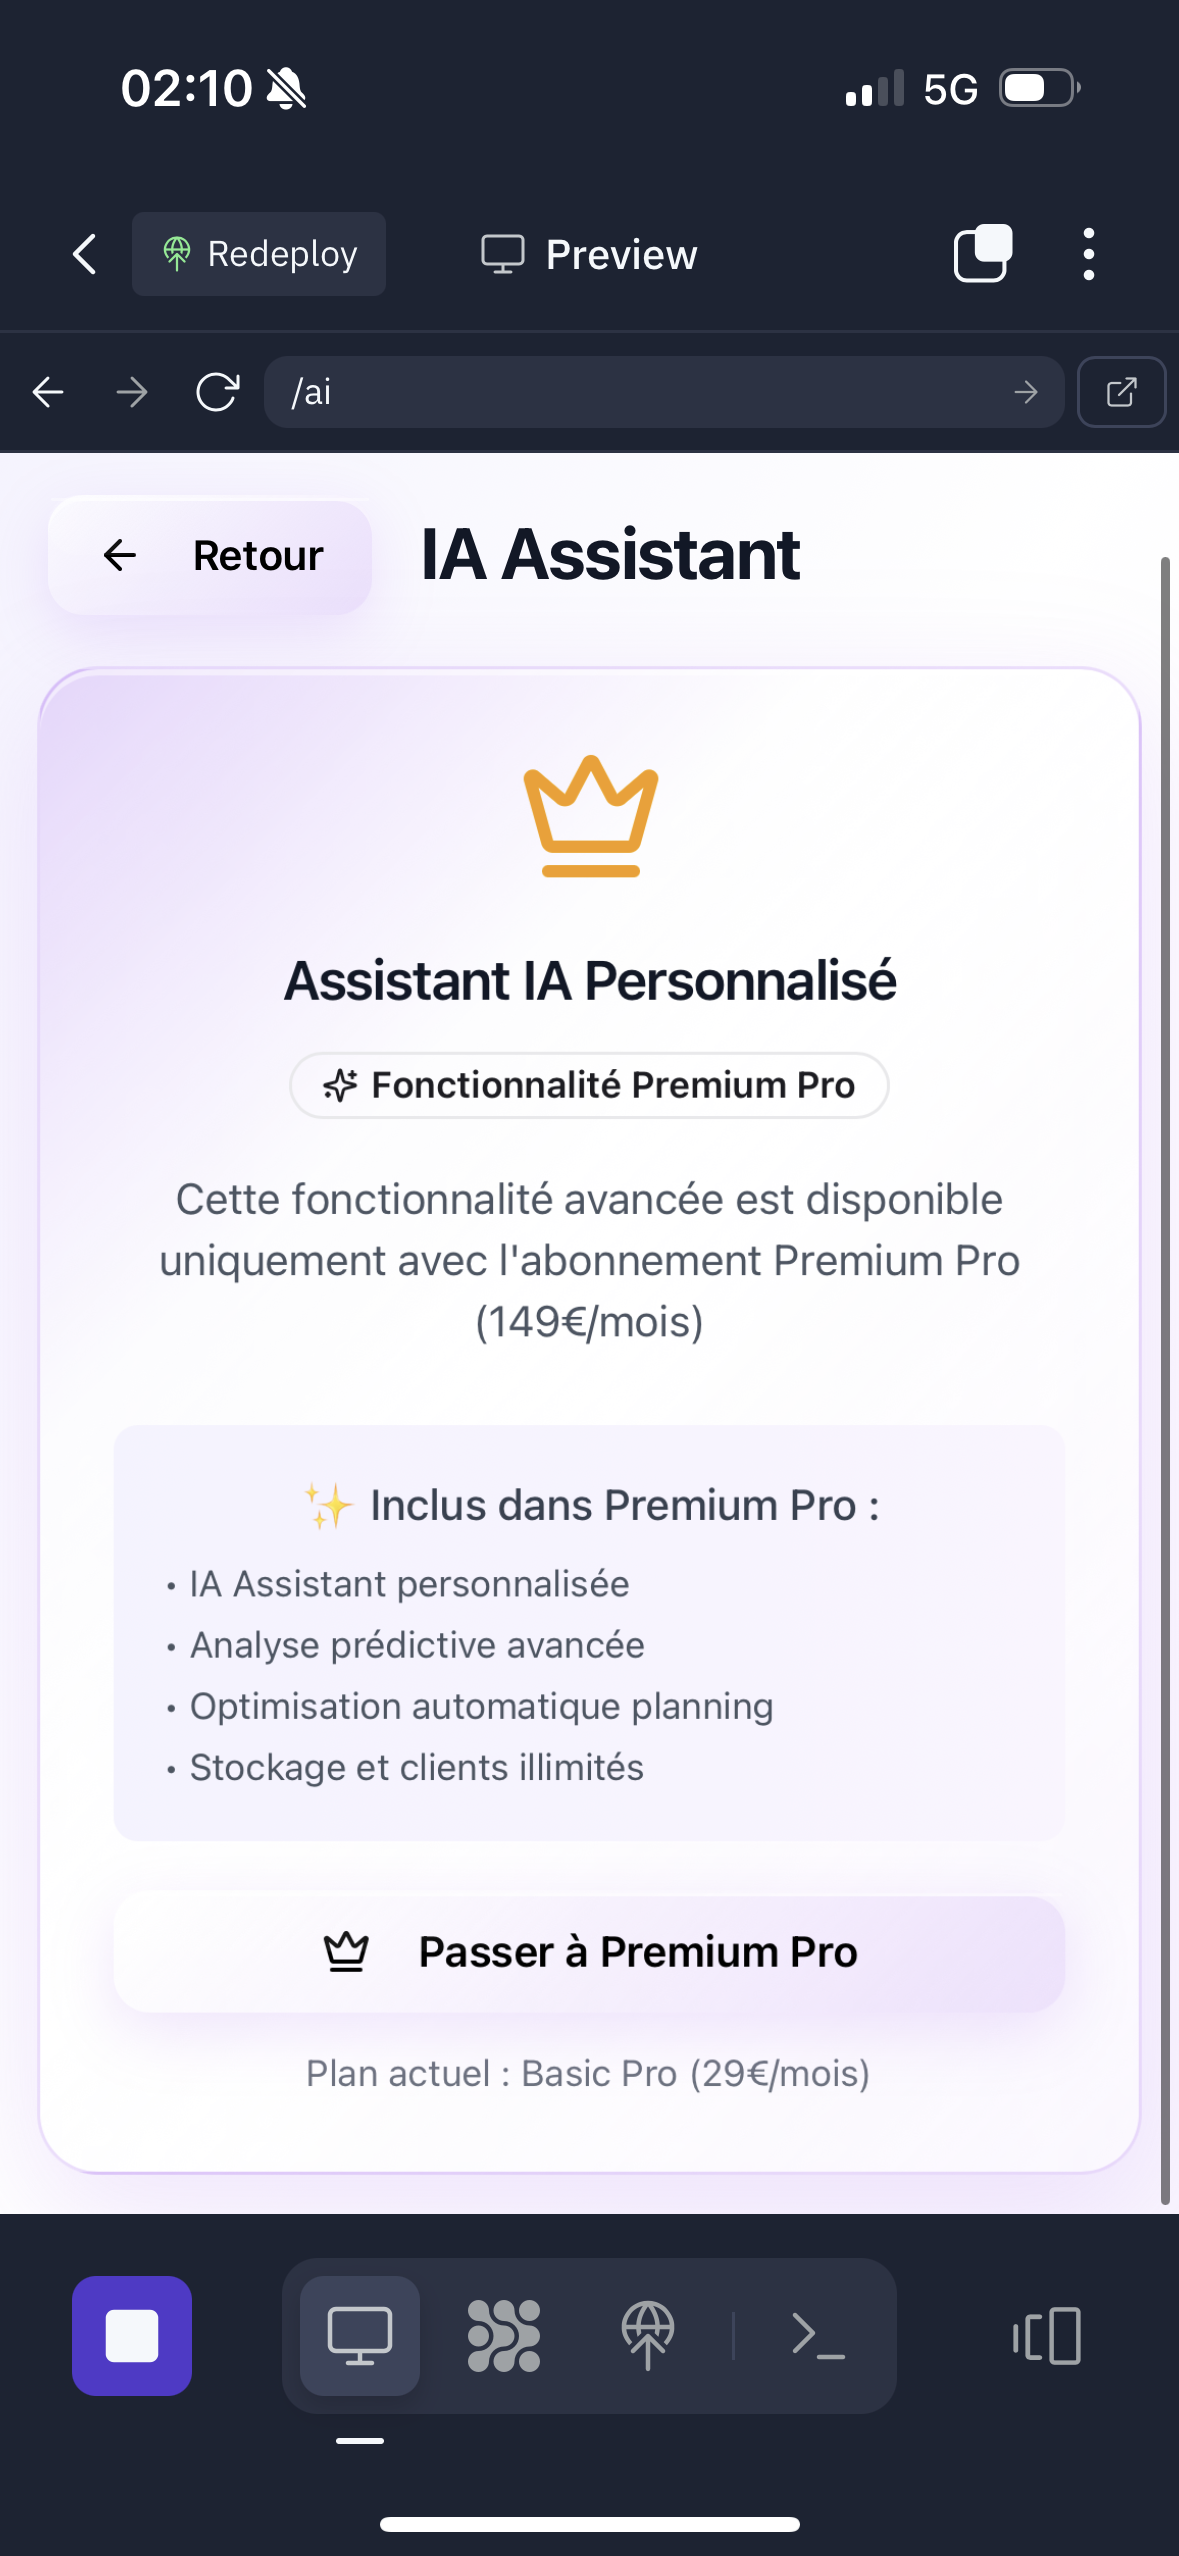 02:10
5G
Redeploy
Preview
/ai
Retour
IA Assistant
Assistant IA Personnalisé
Fonctionnalité Premium Pro
Cette fonctionnalité avancée est disponible
uniquement avec l'abonnement Premium Pro
(149€/mois)
✨ Inclus dans Premium Pro :
• IA Assistant personnalisée
• Analyse prédictive avancée
• Optimisation automatique planning
• Stockage et clients illimités
Passer à Premium Pro
Plan actuel : Basic Pro (29€/mois)